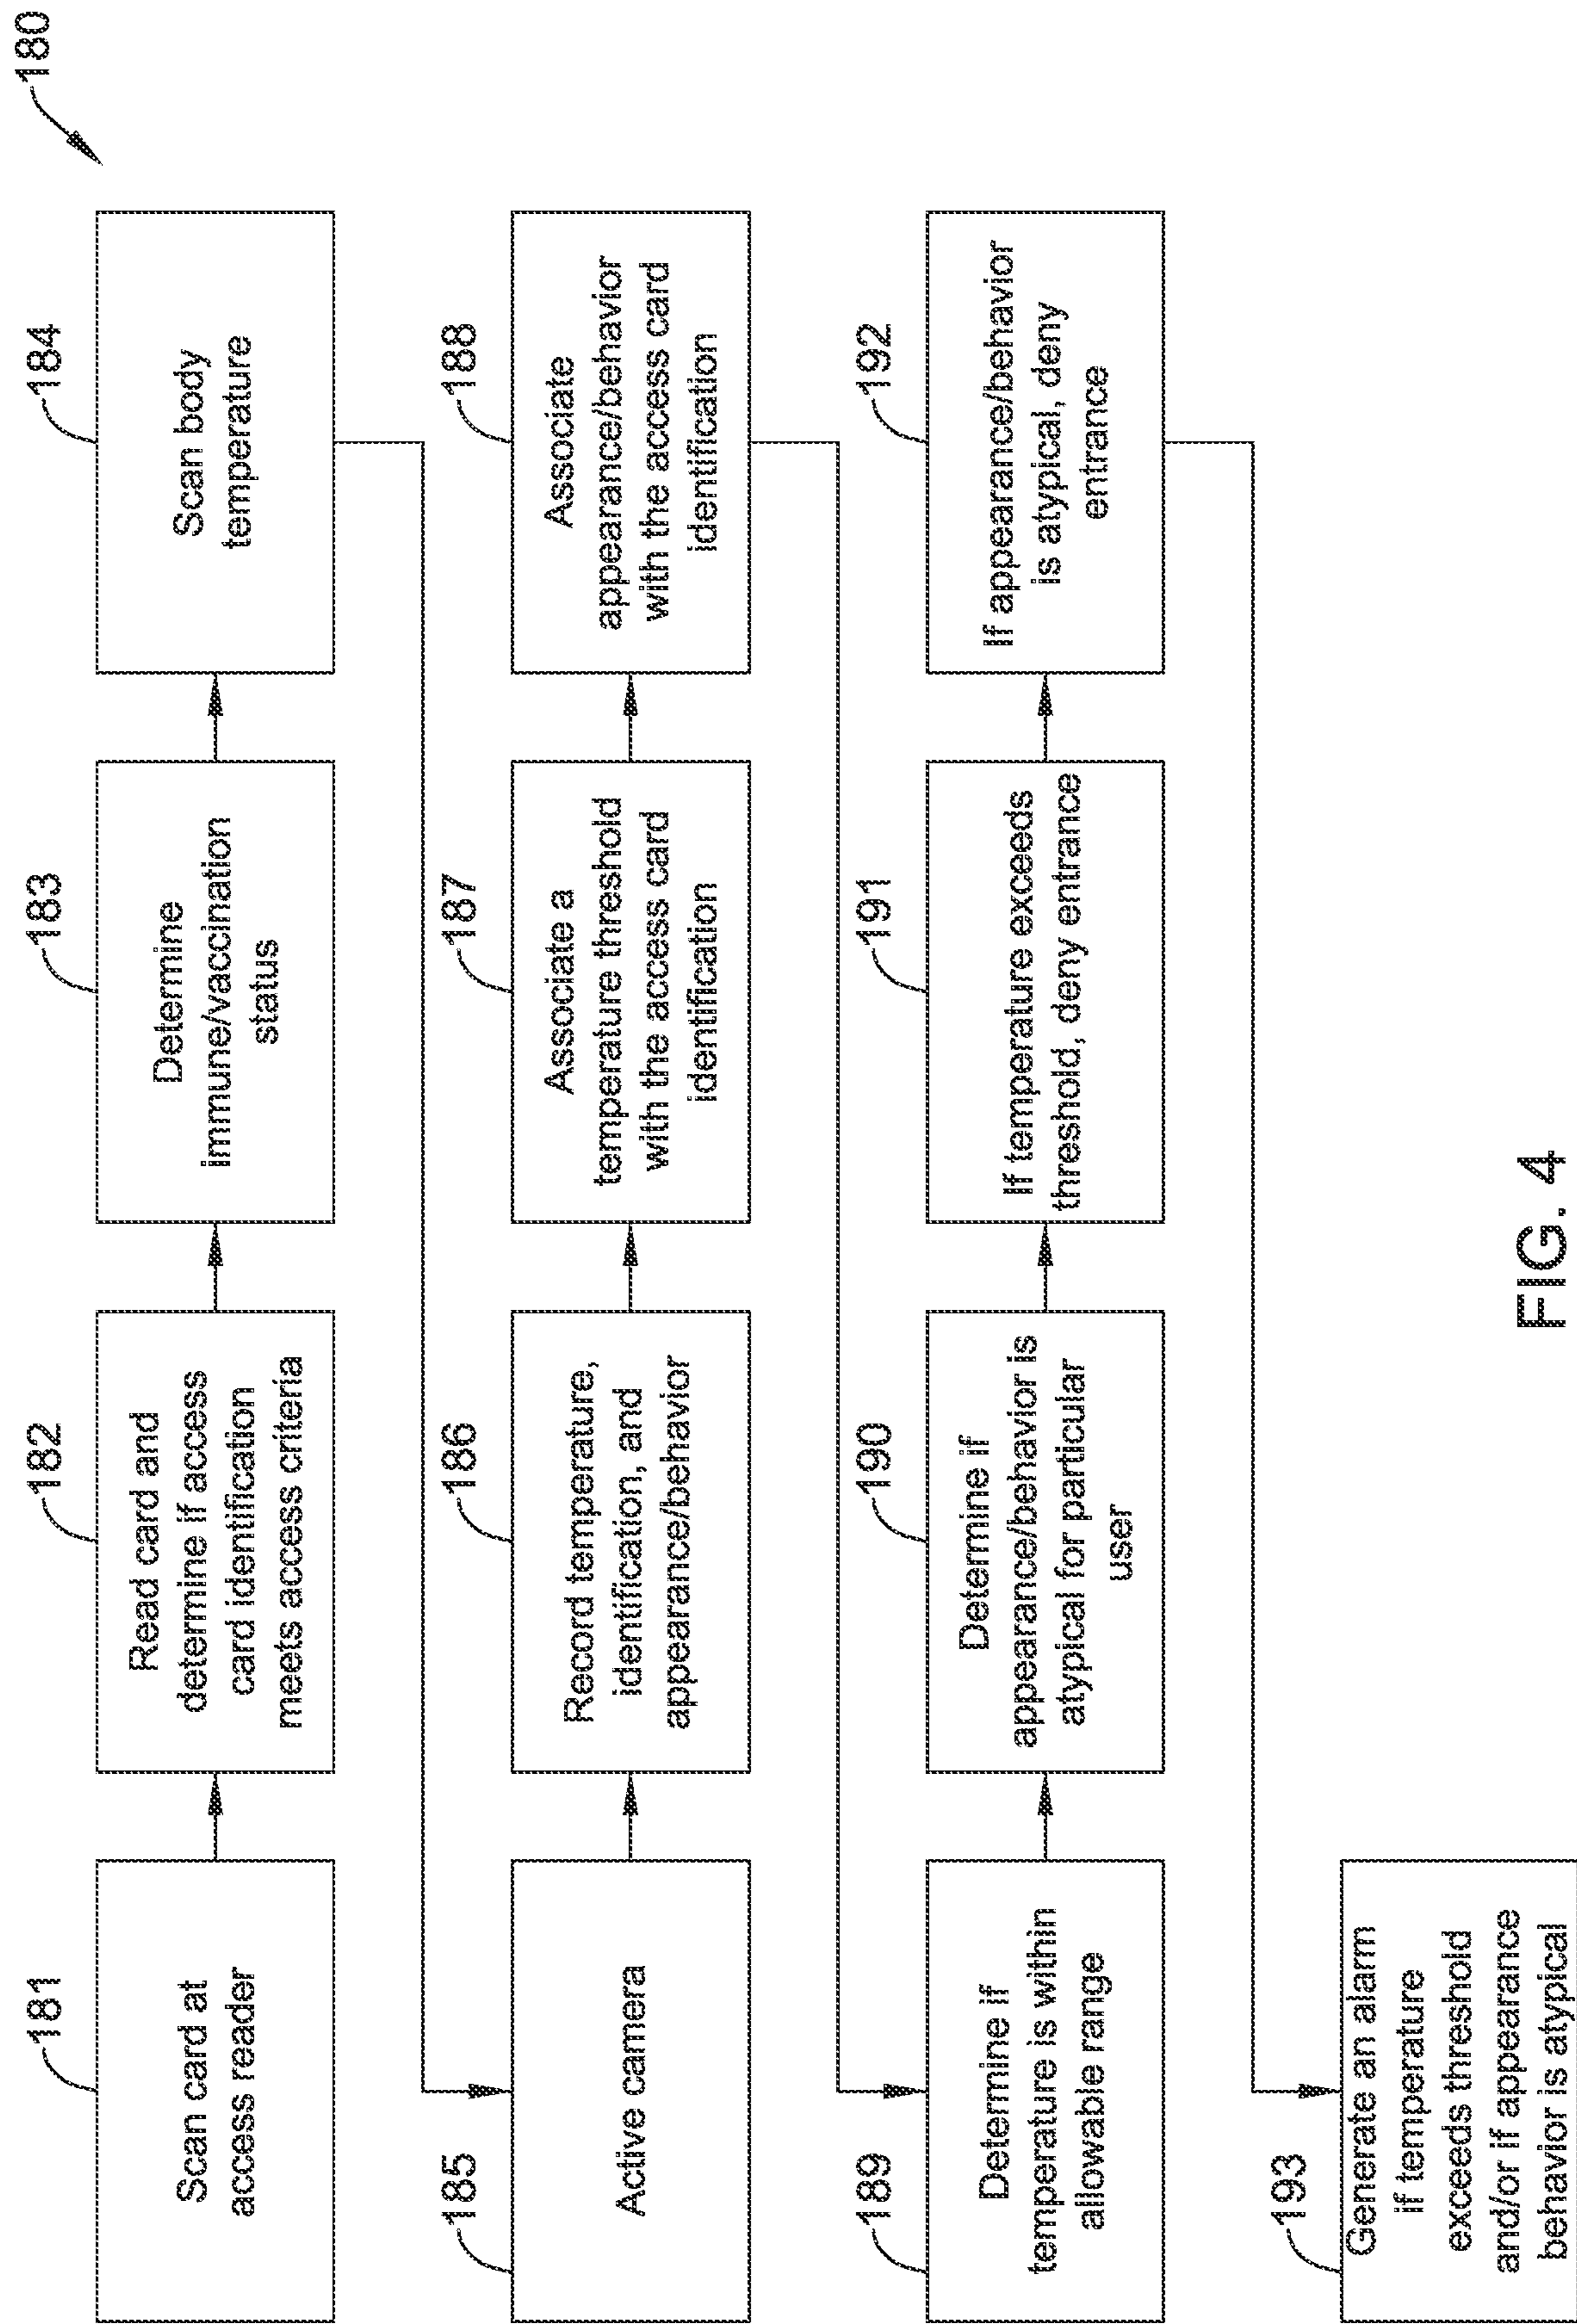 180
181
Scan card at
access reader
182
Read card and
determine if access
card identification
meets access criteria
183
Determine
immune/vaccination
status
184
Scan body
temperature
185
Active camera
186
Record temperature,
identification, and
appearance/behavior
187
Associate a
temperature threshold
with the access card
identification
188
Associate
appearance/behavior
with the access card
identification
189
Determine if
temperature is within
allowable range
190
Determine if
appearance/behavior is
atypical for particular
user
191
If temperature exceeds
threshold, deny entrance
192
If appearance/behavior
is atypical, deny
entrance
193
Generate an alarm
if temperature
exceeds threshold
and/or if appearance
behavior is atypical
FIG. 4